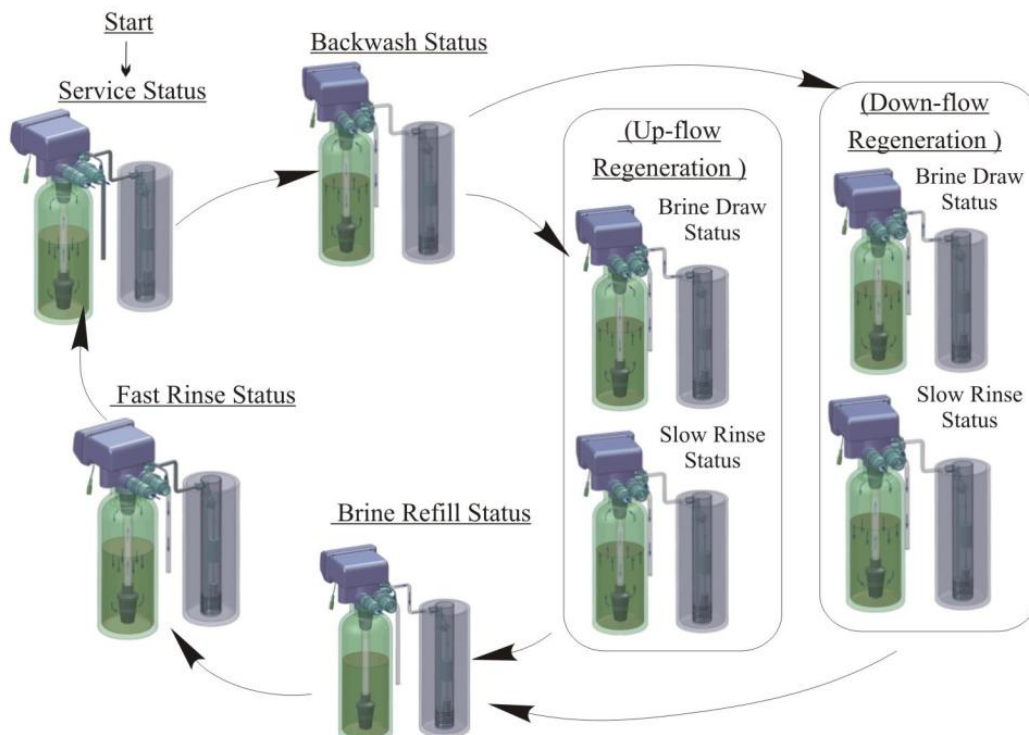 Start
Service Status
Backwash Status
(Up-flow
Regeneration )
Brine Draw
Status
Slow Rinse
Status
(Down-flow
Regeneration )
Brine Draw
Status
Slow Rinse
Status
Brine Refill Status
Fast Rinse Status